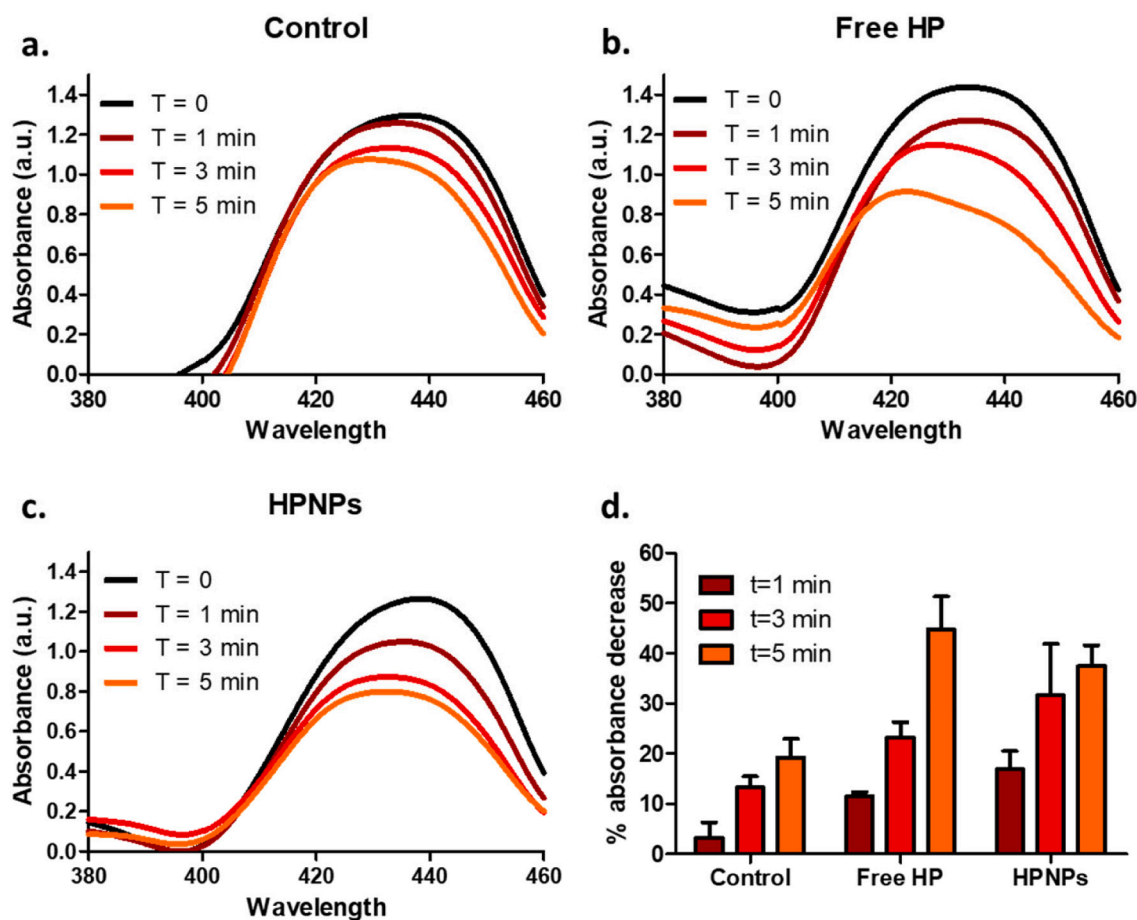 a.
Control
Absorbance (a.u.)
1.4
1.2
1.0
0.8
0.6
0.4
0.2
0.0
T = 0
T = 1 min
T = 3 min
T = 5 min
380 400 420 440 460
Wavelength
b.
Free HP
Absorbance (a.u.)
1.4
1.2
1.0
0.8
0.6
0.4
0.2
0.0
T = 0
T = 1 min
T = 3 min
T = 5 min
380 400 420 440 460
Wavelength
c.
HPNPs
Absorbance (a.u.)
1.4
1.2
1.0
0.8
0.6
0.4
0.2
0.0
T = 0
T = 1 min
T = 3 min
T = 5 min
380 400 420 440 460
Wavelength
d.
% absorbance decrease
60
50
40
30
20
10
0
t=1 min
t=3 min
t=5 min
Control Free HP HPNPs